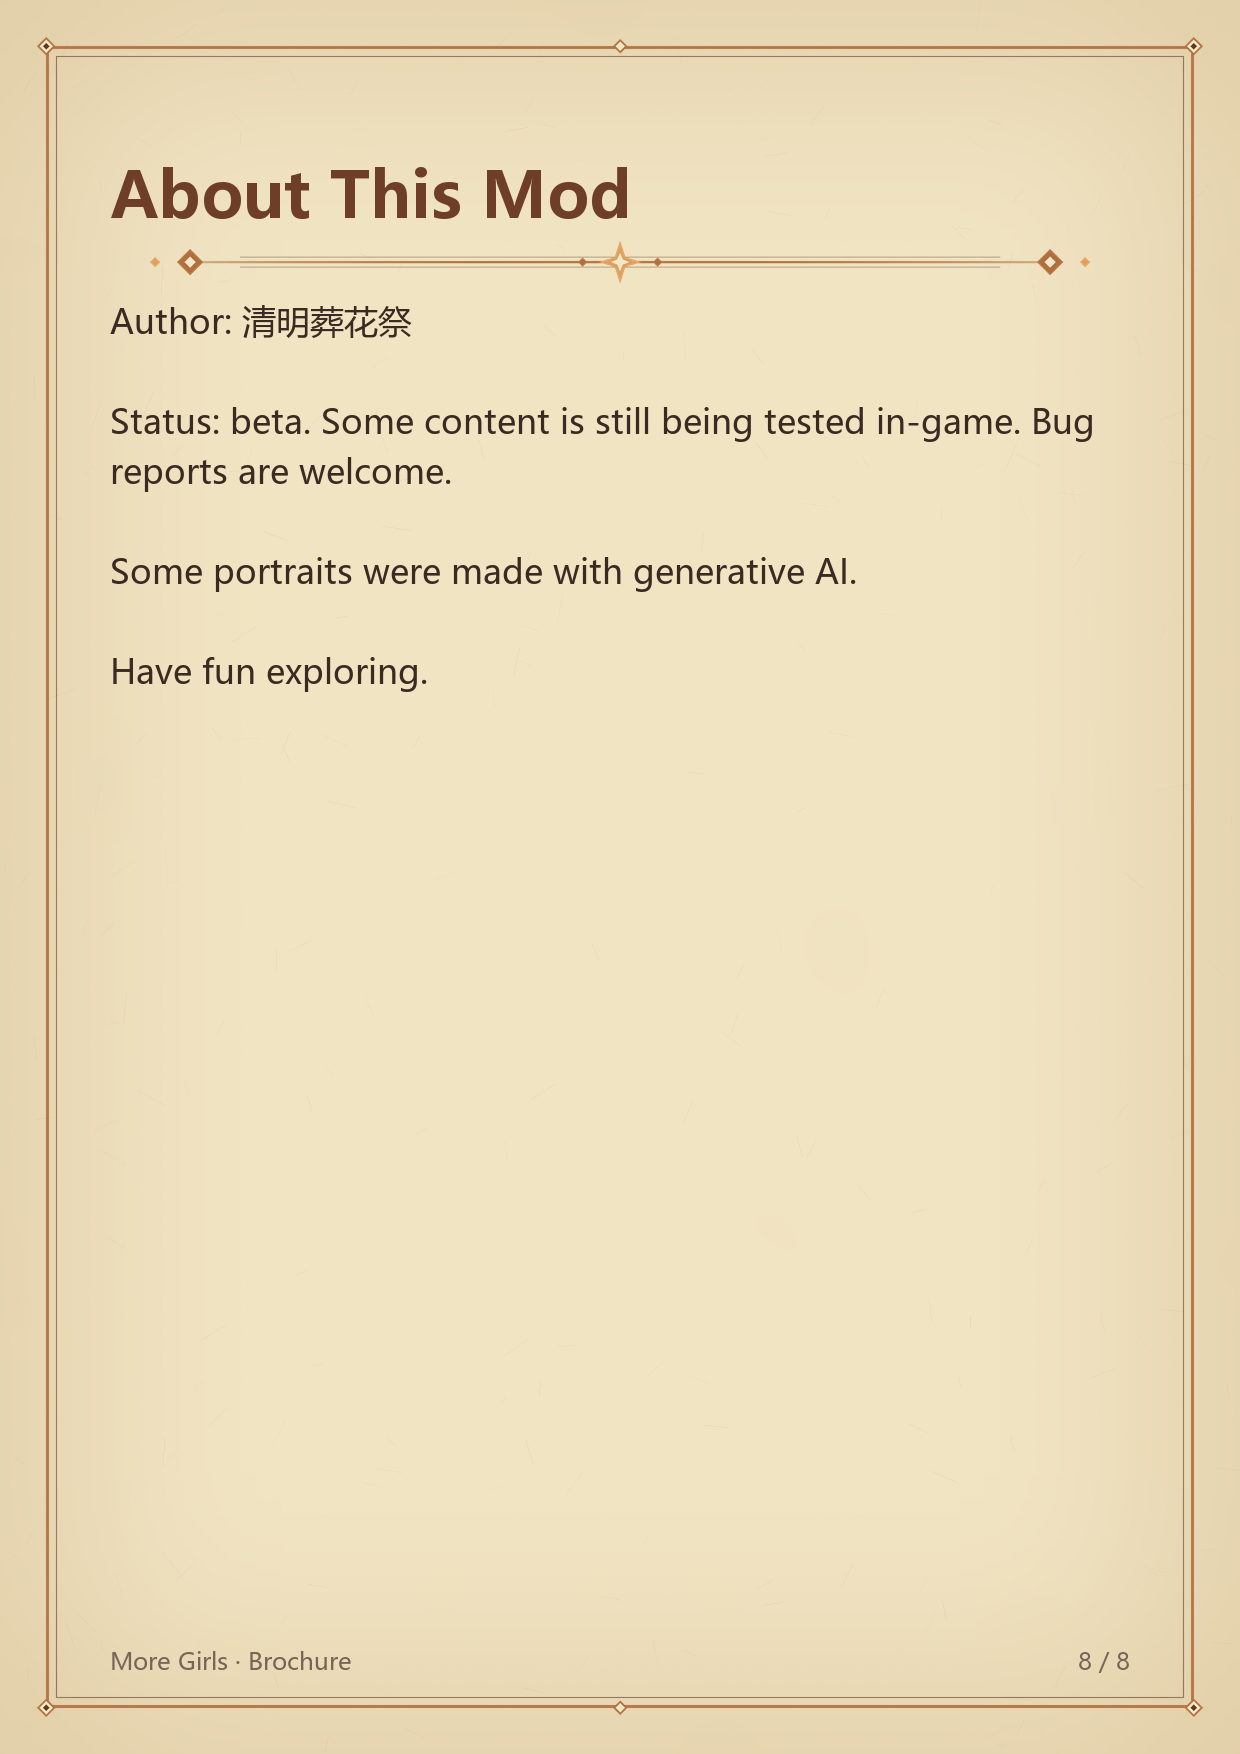 About This Mod
Author: 清明葬花祭
Status: beta. Some content is still being tested in-game. Bug
reports are welcome.
Some portraits were made with generative AI.
Have fun exploring.
More Girls · Brochure
8 / 8